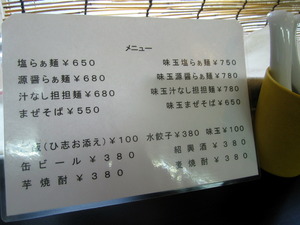 メニュー
塩らぁ麺￥650 味玉塩らぁ麺￥750
源醤らぁ麺￥680 味玉源醤らぁ麺￥780
汁なし担担麺￥680 味玉汁なし担担麺￥780
まぜそば￥550 味玉まぜそば￥650
(ひ志お添え)￥100 水餃子￥380 味玉￥100
缶ビール￥380 紹興酒￥380
芋焼酎￥380 麦焼酎￥380